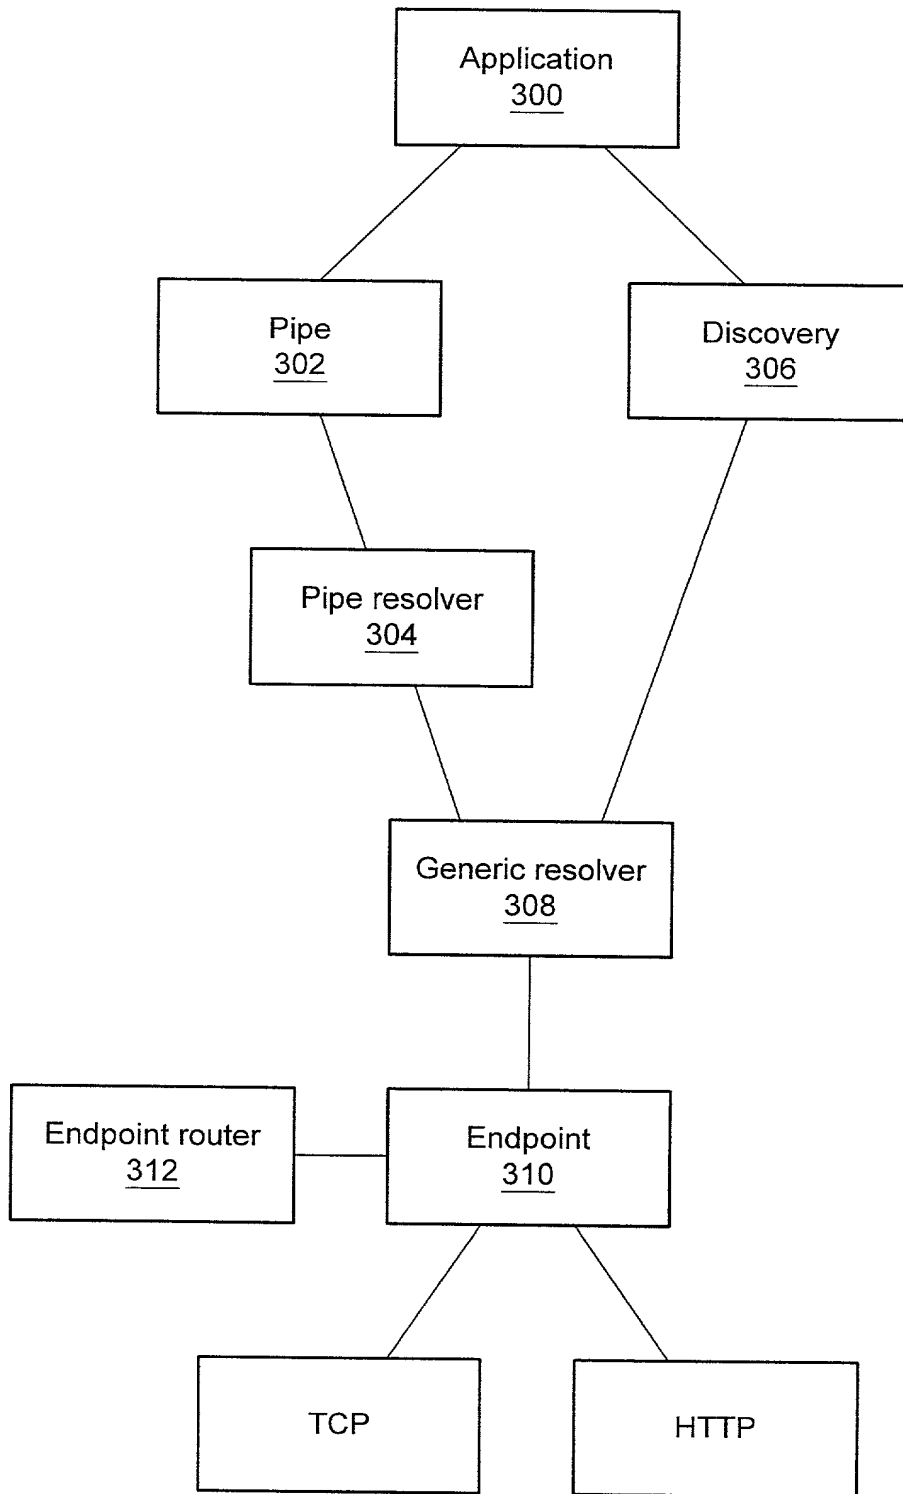 Application
300
Pipe
302
Discovery
306
Pipe resolver
304
Generic resolver
308
Endpoint router
312
Endpoint
310
TCP
HTTP